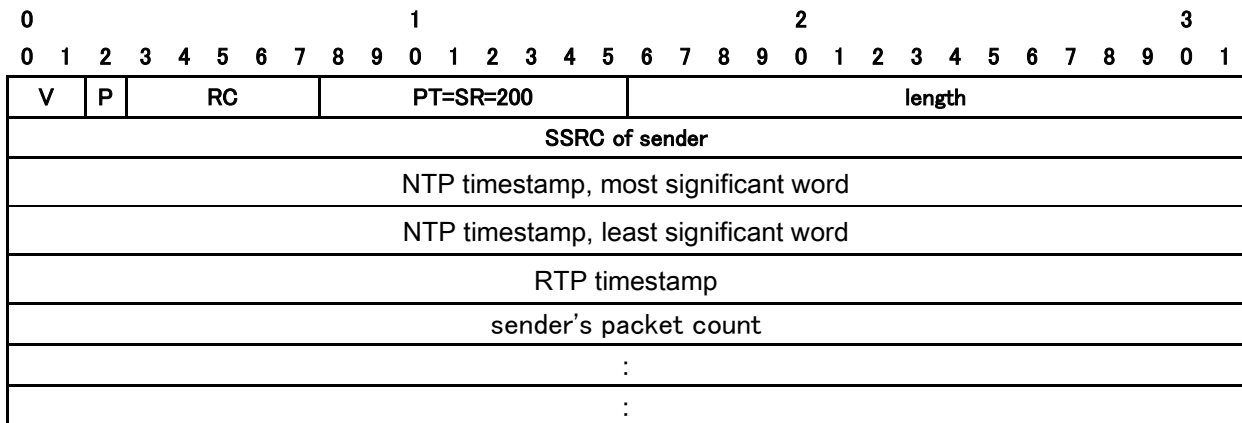 0 1 2 3
0 1 2 3 4 5 6 7 8 9 0 1 2 3 4 5 6 7 8 9 0 1 2 3 4 5 6 7 8 9 0 1
V P RC PT=SR=200 length
SSRC of sender
NTP timestamp, most significant word
NTP timestamp, least significant word
RTP timestamp
sender's packet count
:
: